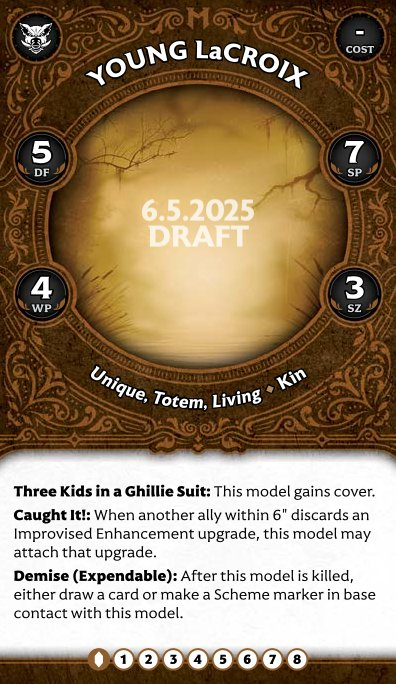 YOUNG LaCROIX
-
COST
5
DF
7
SP
6.5.2025
DRAFT
4
WP
3
SZ
Unique, Totem, Living ♦ Kin
Three Kids in a Ghillie Suit: This model gains cover.
Caught It!: When another ally within 6" discards an
Improvised Enhancement upgrade, this model may
attach that upgrade.
Demise (Expendable): After this model is killed,
either draw a card or make a Scheme marker in base
contact with this model.
1 2 3 4 5 6 7 8